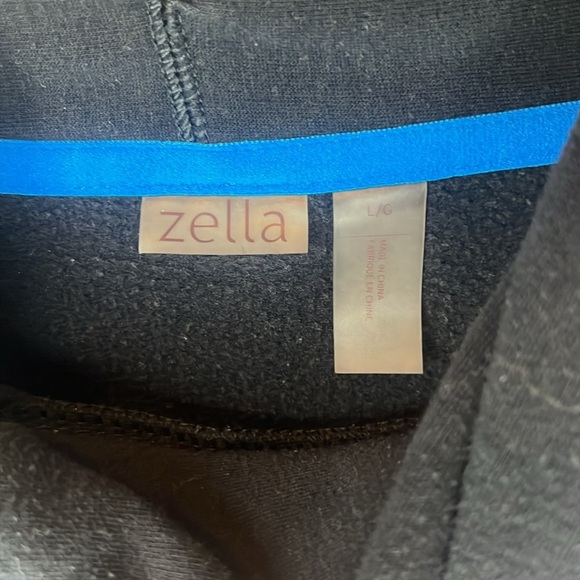 zella
L/G
MADE IN CHINA
FABRIQUÉ EN CHINE